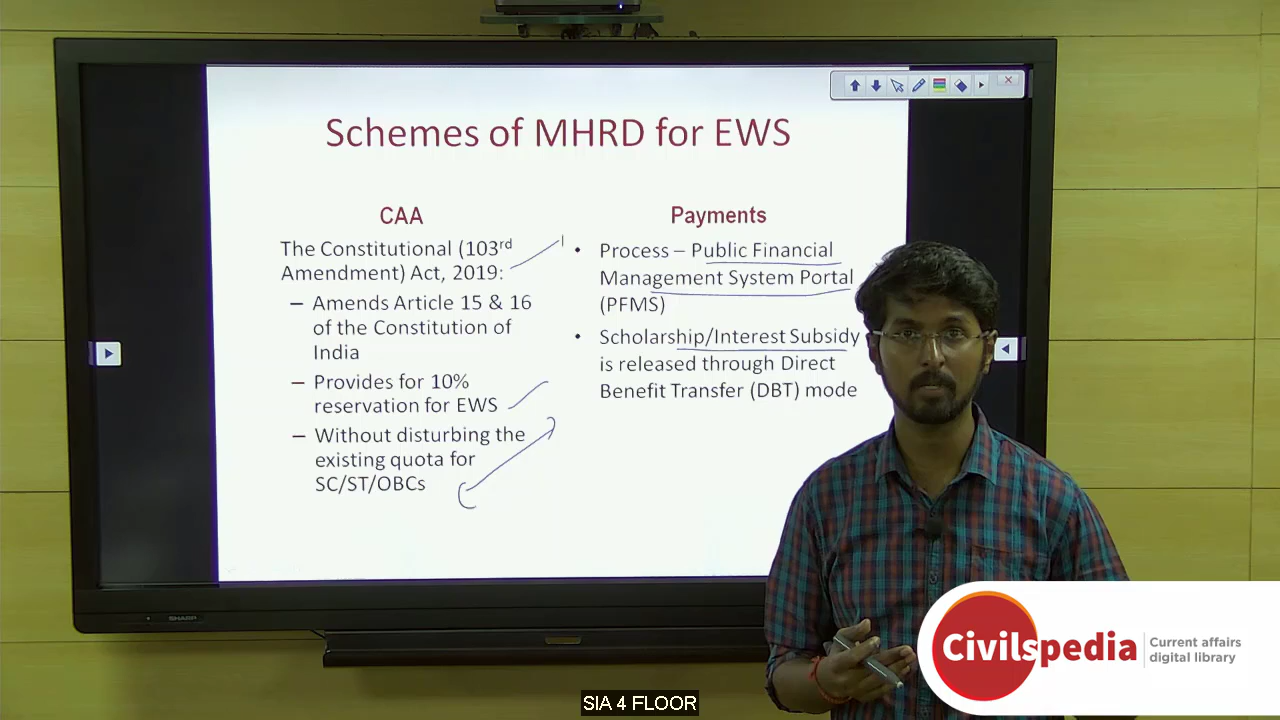 Schemes of MHRD for EWS
CAA
The Constitutional (103rd
Amendment) Act, 2019:
– Amends Article 15 & 16
of the Constitution of
India
– Provides for 10%
reservation for EWS
– Without disturbing the
existing quota for
SC/ST/OBCs
Payments
• Process – Public Financial
Management System Portal
(PFMS)
• Scholarship/Interest Subsidy
is released through Direct
Benefit Transfer (DBT) mode
SHARP
Civilspedia
Current affairs
digital library
SIA 4 FLOOR